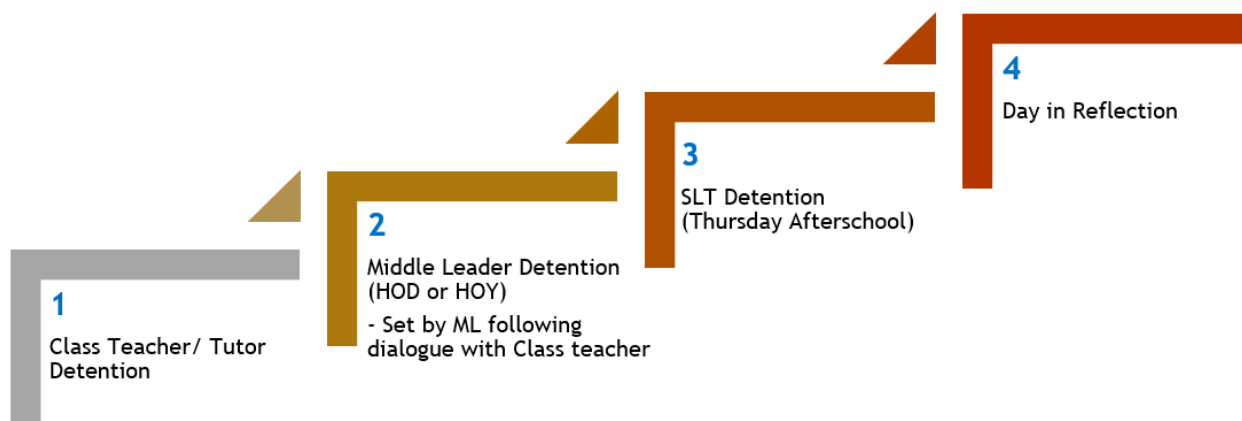 1
Class Teacher/ Tutor
Detention
2
Middle Leader Detention
(HOD or HOY)
- Set by ML following
dialogue with Class teacher
3
SLT Detention
(Thursday Afterschool)
4
Day in Reflection